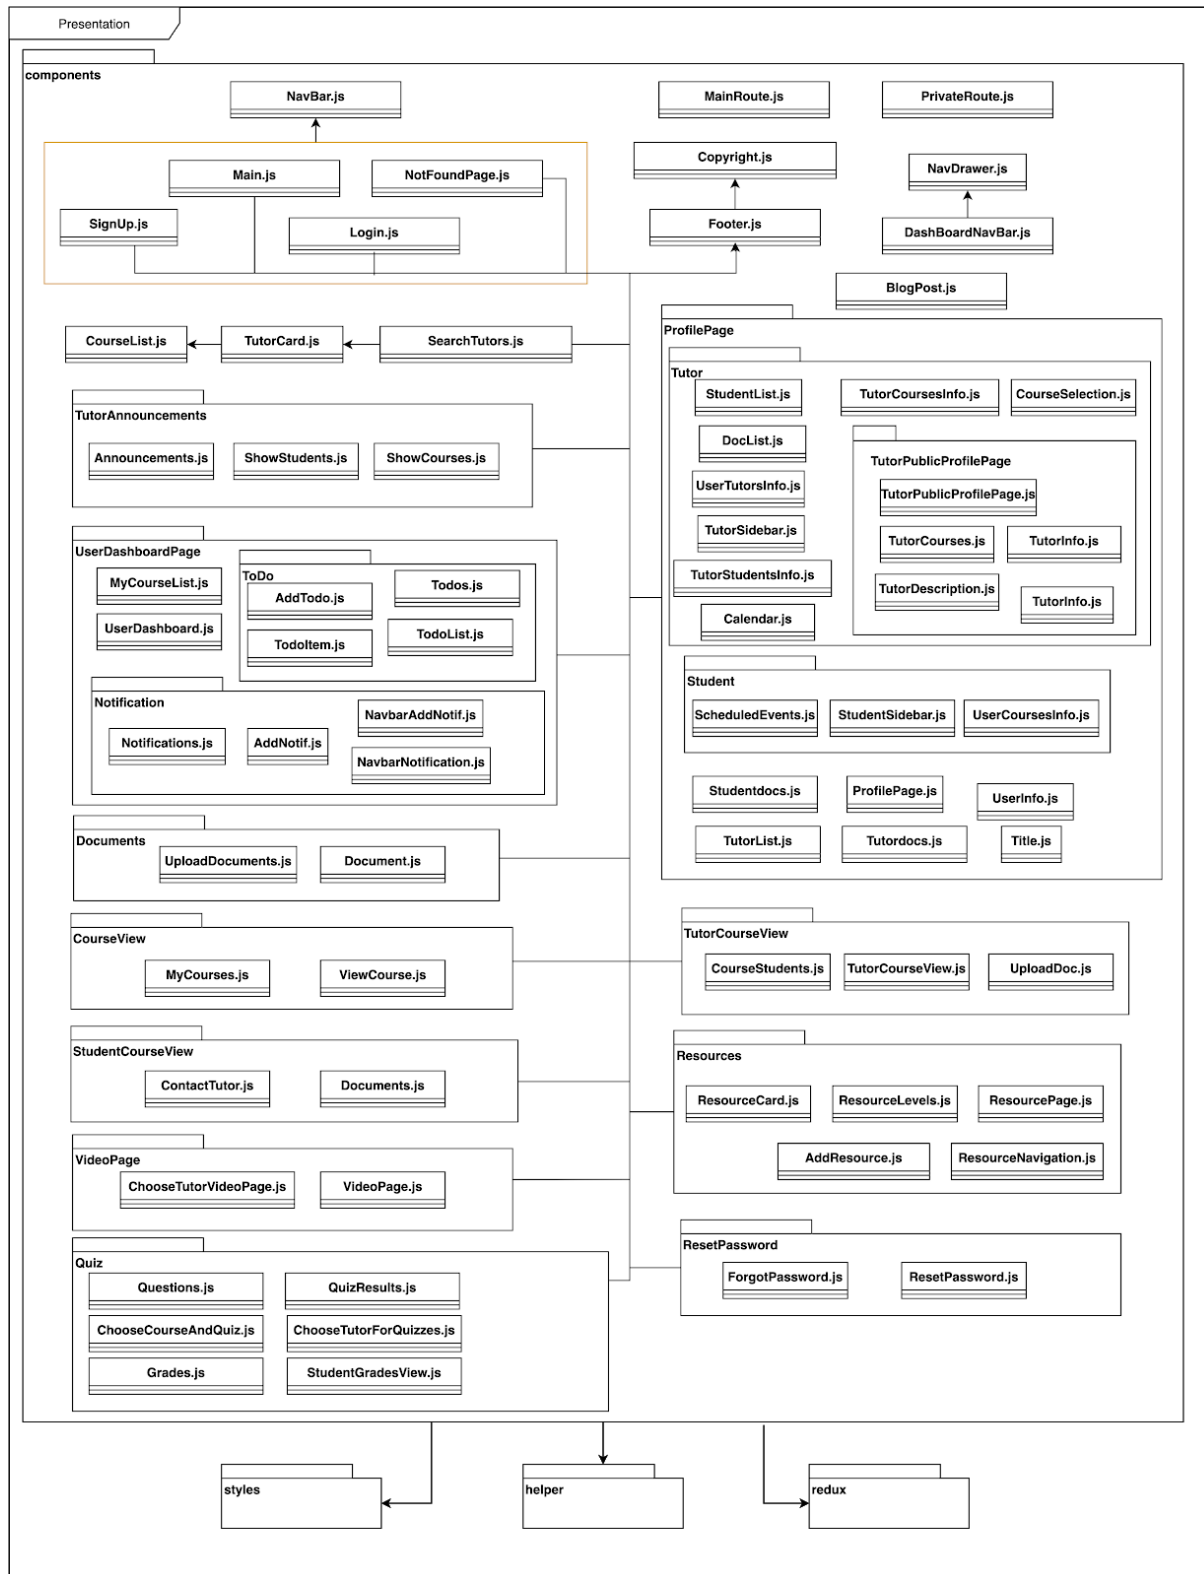 Presentation
components
NavBar.js
MainRoute.js
PrivateRoute.js
Main.js
NotFoundPage.js
Copyright.js
NavDrawer.js
SignUp.js
Login.js
Footer.js
DashBoardNavBar.js
BlogPost.js
CourseList.js
TutorCard.js
SearchTutors.js
ProfilePage
Tutor
StudentList.js
TutorCoursesInfo.js
CourseSelection.js
DocList.js
TutorPublicProfilePage
UserTutorsInfo.js
TutorPublicProfilePage.js
TutorSidebar.js
TutorCourses.js
TutorInfo.js
TutorStudentsInfo.js
TutorDescription.js
TutorInfo.js
Calendar.js
TutorAnnouncements
Announcements.js
ShowStudents.js
ShowCourses.js
UserDashboardPage
MyCourseList.js
UserDashboard.js
ToDo
AddTodo.js
Todos.js
TodoItem.js
TodoList.js
Notification
Notifications.js
AddNotif.js
NavbarAddNotif.js
NavbarNotification.js
Student
ScheduledEvents.js
StudentSidebar.js
UserCoursesInfo.js
Studentdocs.js
ProfilePage.js
UserInfo.js
TutorList.js
Tutordocs.js
Title.js
Documents
UploadDocuments.js
Document.js
CourseView
MyCourses.js
ViewCourse.js
TutorCourseView
CourseStudents.js
TutorCourseView.js
UploadDoc.js
StudentCourseView
ContactTutor.js
Documents.js
Resources
ResourceCard.js
ResourceLevels.js
ResourcePage.js
AddResource.js
ResourceNavigation.js
VideoPage
ChooseTutorVideoPage.js
VideoPage.js
ResetPassword
ForgotPassword.js
ResetPassword.js
Quiz
Questions.js
QuizResults.js
ChooseCourseAndQuiz.js
ChooseTutorForQuizzes.js
Grades.js
StudentGradesView.js
styles
helper
redux